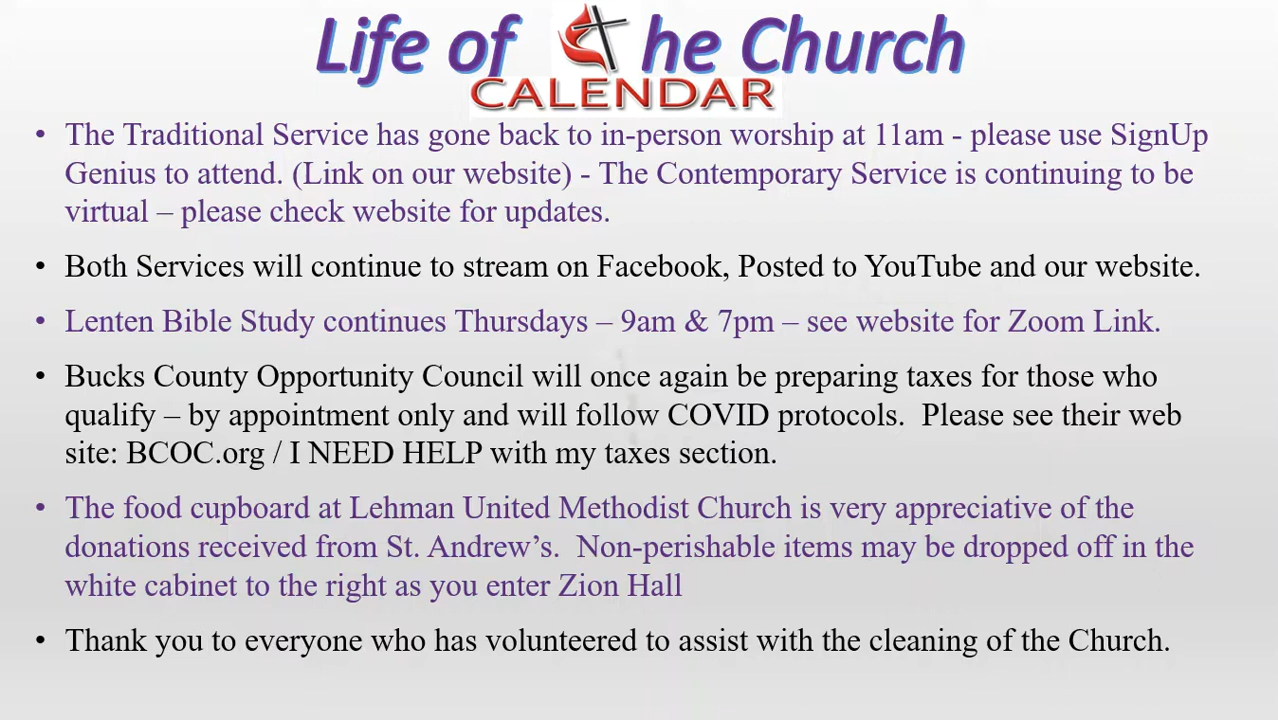 Life of he Church
CALENDAR
• The Traditional Service has gone back to in-person worship at 11am - please use SignUp
Genius to attend. (Link on our website) - The Contemporary Service is continuing to be
virtual – please check website for updates.
• Both Services will continue to stream on Facebook, Posted to YouTube and our website.
• Lenten Bible Study continues Thursdays – 9am & 7pm – see website for Zoom Link.
• Bucks County Opportunity Council will once again be preparing taxes for those who
qualify – by appointment only and will follow COVID protocols.  Please see their web
site: BCOC.org / I NEED HELP with my taxes section.
• The food cupboard at Lehman United Methodist Church is very appreciative of the
donations received from St. Andrew’s.  Non-perishable items may be dropped off in the
white cabinet to the right as you enter Zion Hall
• Thank you to everyone who has volunteered to assist with the cleaning of the Church.